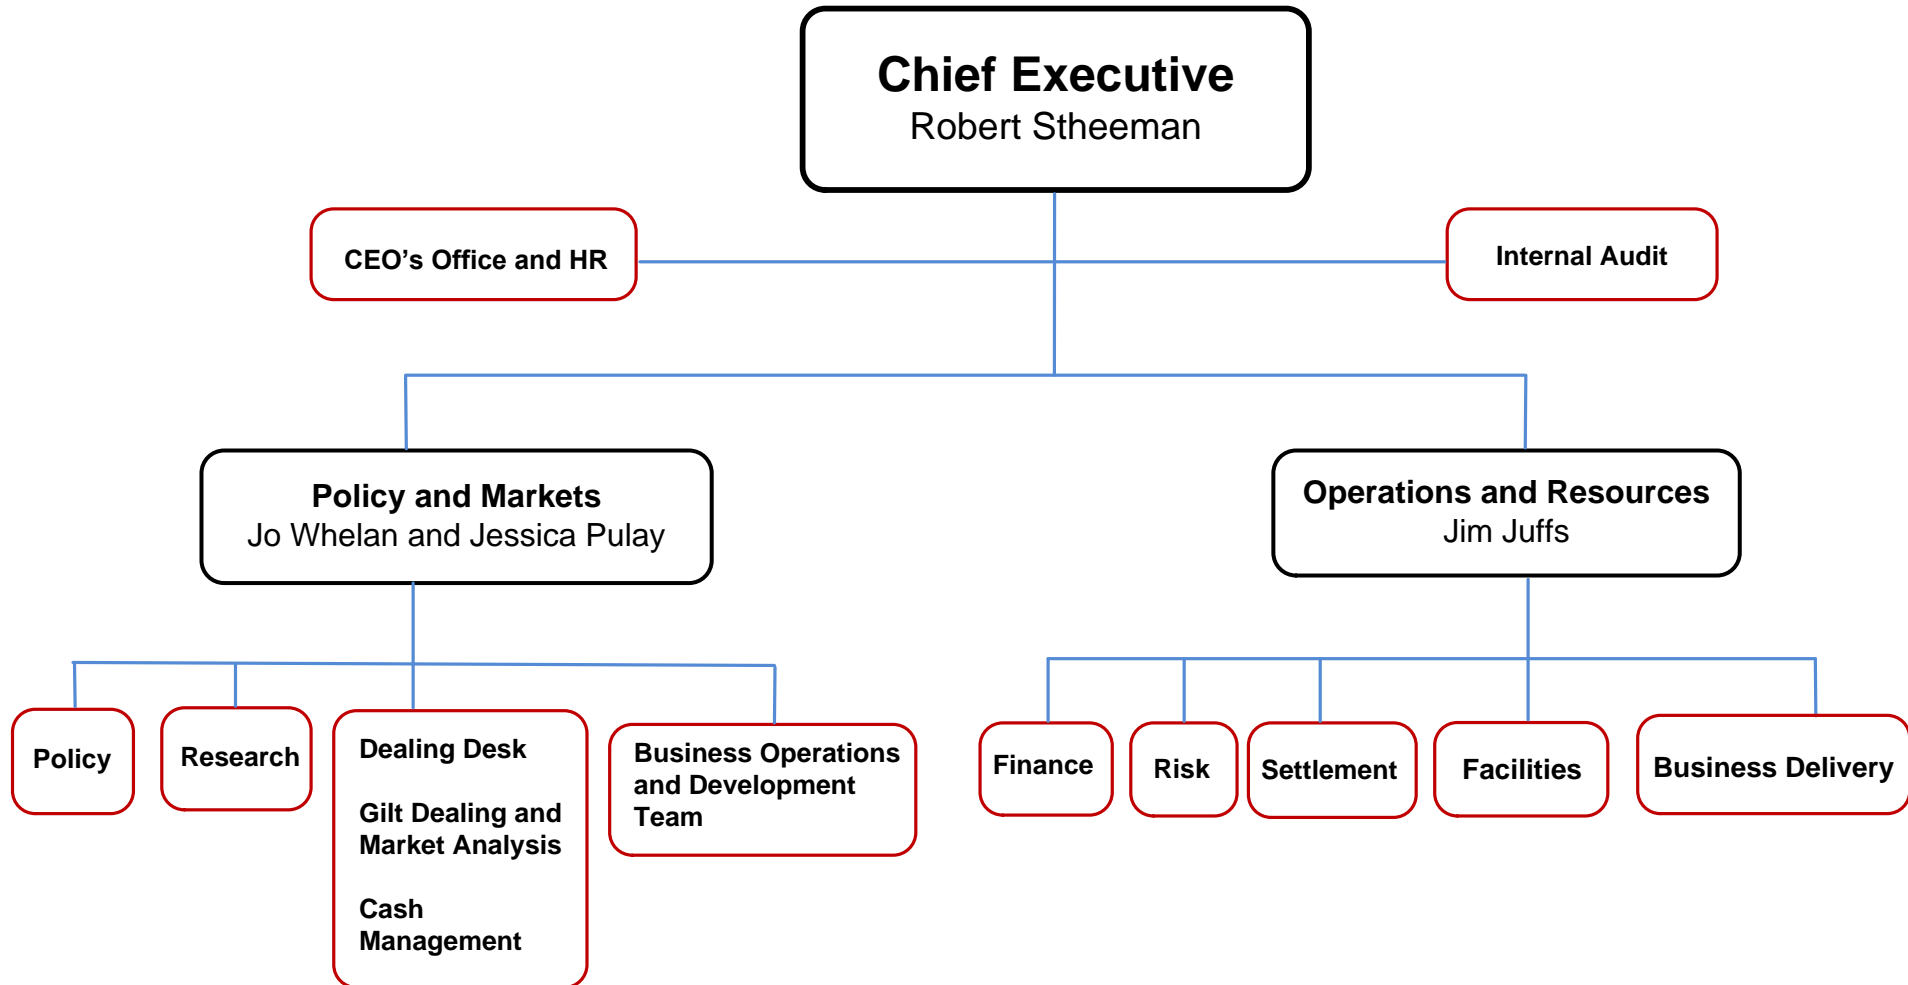 Chief Executive
Robert Stheeman
CEO’s Office and HR
Internal Audit
Policy and Markets
Jo Whelan and Jessica Pulay
Operations and Resources
Jim Juffs
Policy
Research
Dealing Desk
Gilt Dealing and
Market Analysis
Cash
Management
Business Operations
and Development
Team
Finance
Risk
Settlement
Facilities
Business Delivery